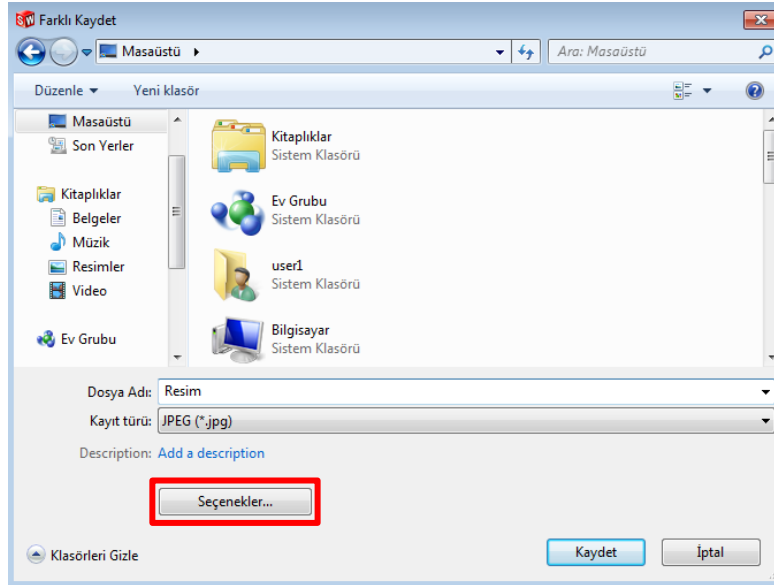 Farklı Kaydet
Masaüstü
Ara: Masaüstü
Düzenle
Yeni klasör
Masaüstü
Son Yerler
Kitaplıklar
Belgeler
Müzik
Resimler
Video
Ev Grubu
Kitaplıklar
Sistem Klasörü
Ev Grubu
Sistem Klasörü
user1
Sistem Klasörü
Bilgisayar
Sistem Klasörü
Dosya Adı: Resim
Kayıt türü: JPEG (*.jpg)
Description: Add a description
Seçenekler...
Klasörleri Gizle
Kaydet
İptal